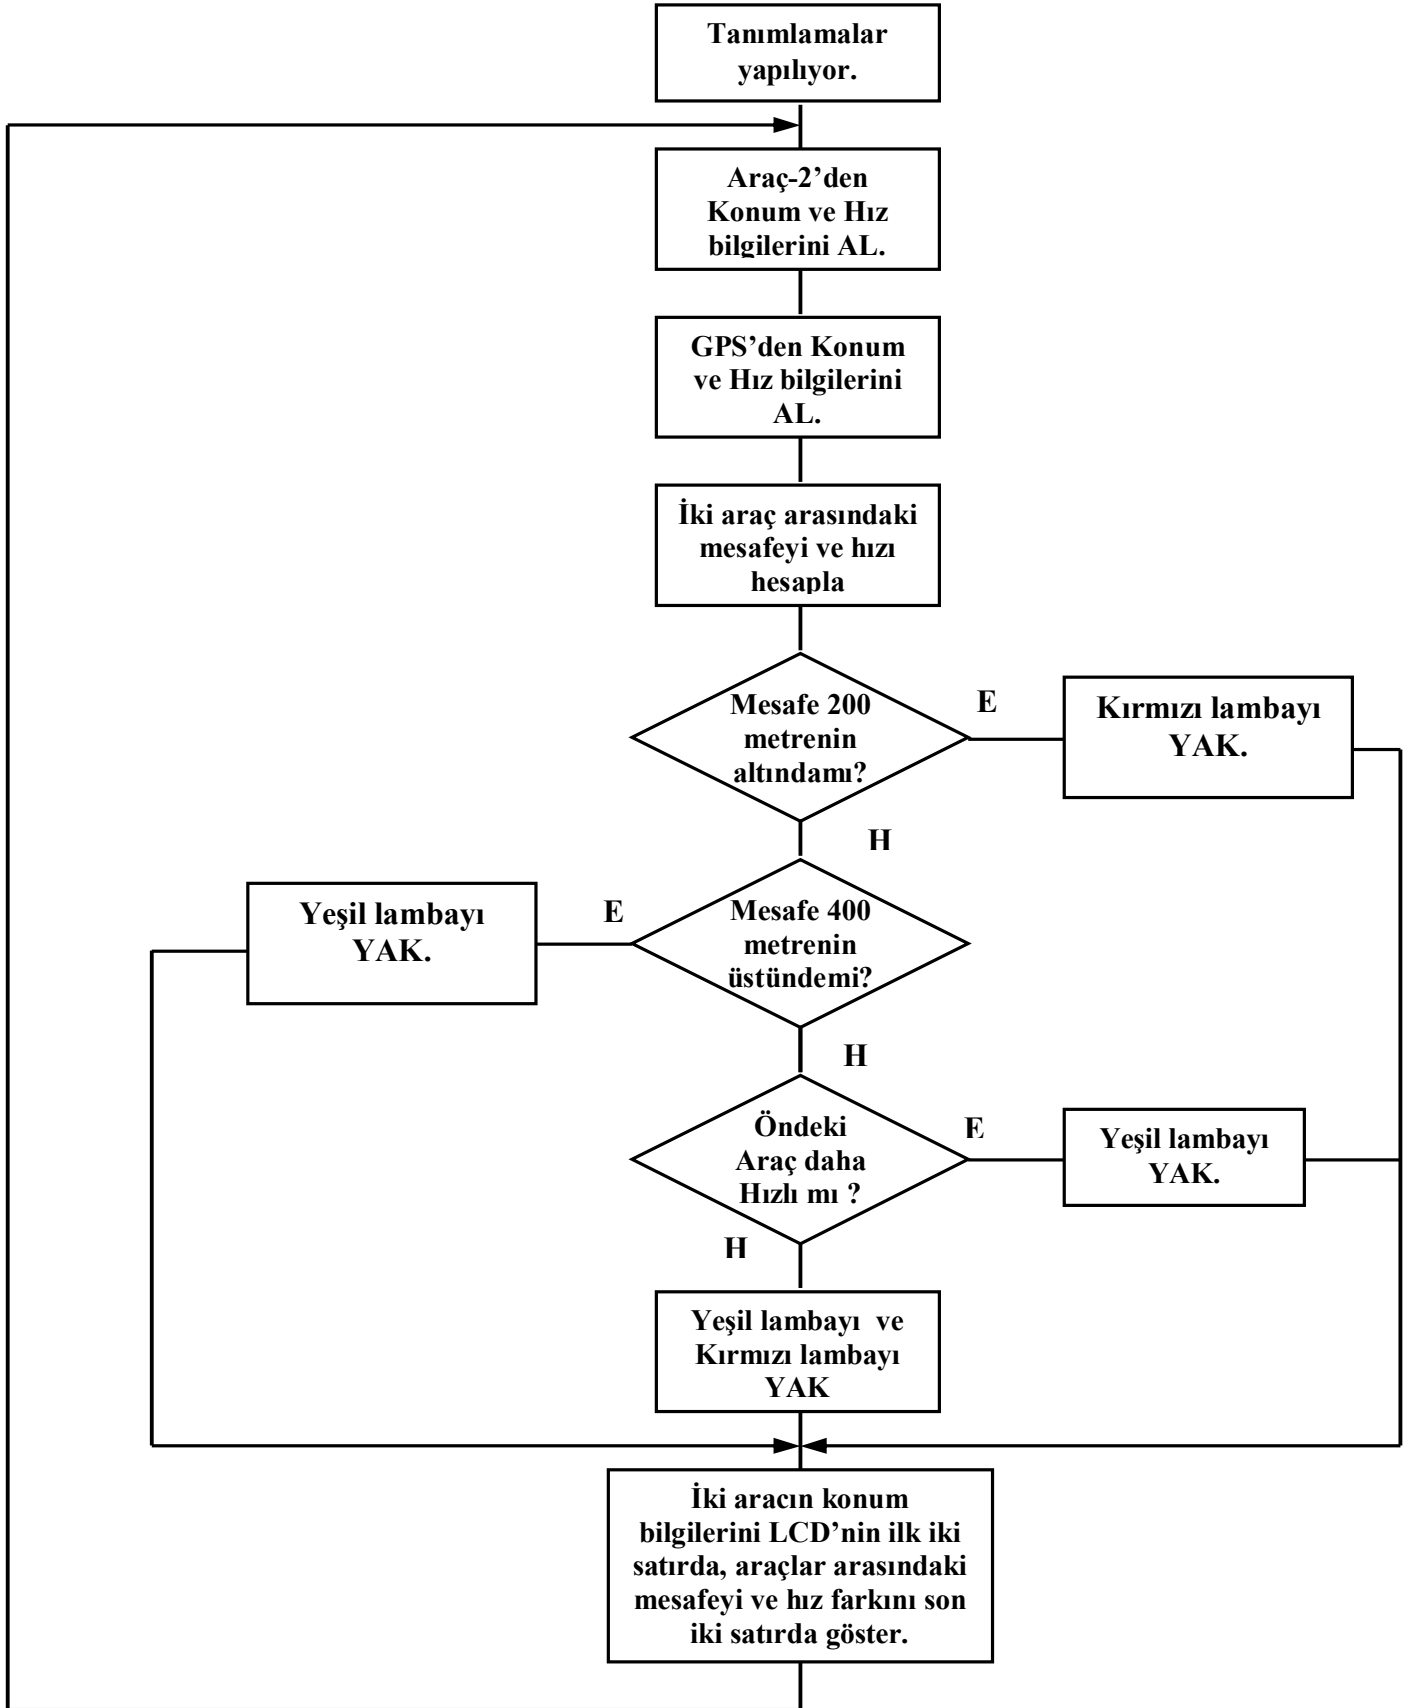 Tanımlamalar
yapılıyor.
Araç-2’den
Konum ve Hız
bilgilerini AL.
GPS’den Konum
ve Hız bilgilerini
AL.
İki araç arasındaki
mesafeyi ve hızı
hesapla
Mesafe 200
metrenin
altındamı?
E
Kırmızı lambayı
YAK.
H
Yeşil lambayı
YAK.
E
Mesafe 400
metrenin
üstündemi?
H
Öndeki
Araç daha
Hızlı mı ?
E
Yeşil lambayı
YAK.
H
Yeşil lambayı  ve
Kırmızı lambayı
YAK
İki aracın konum
bilgilerini LCD’nin ilk iki
satırda, araçlar arasındaki
mesafeyi ve hız farkını son
iki satırda göster.